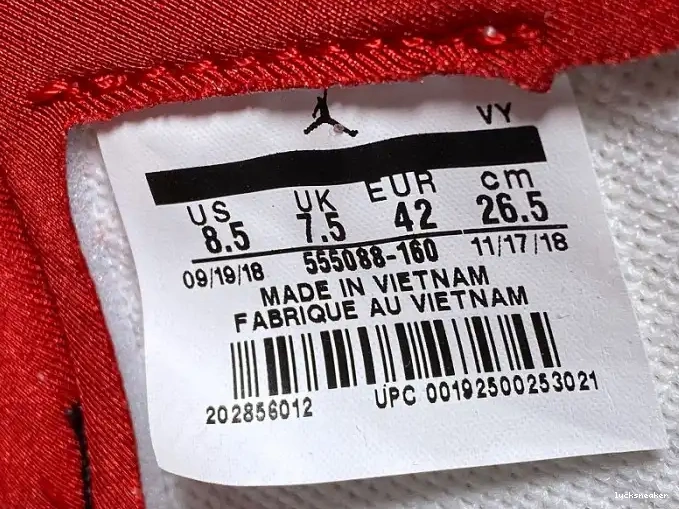 VY
US UK EUR cm
8.5 7.5 42 26.5
09/19/18 555088-160 11/17/18
MADE IN VIETNAM
FABRIQUE AU VIETNAM
202856012 UPC 00192500253021
lucksneaker